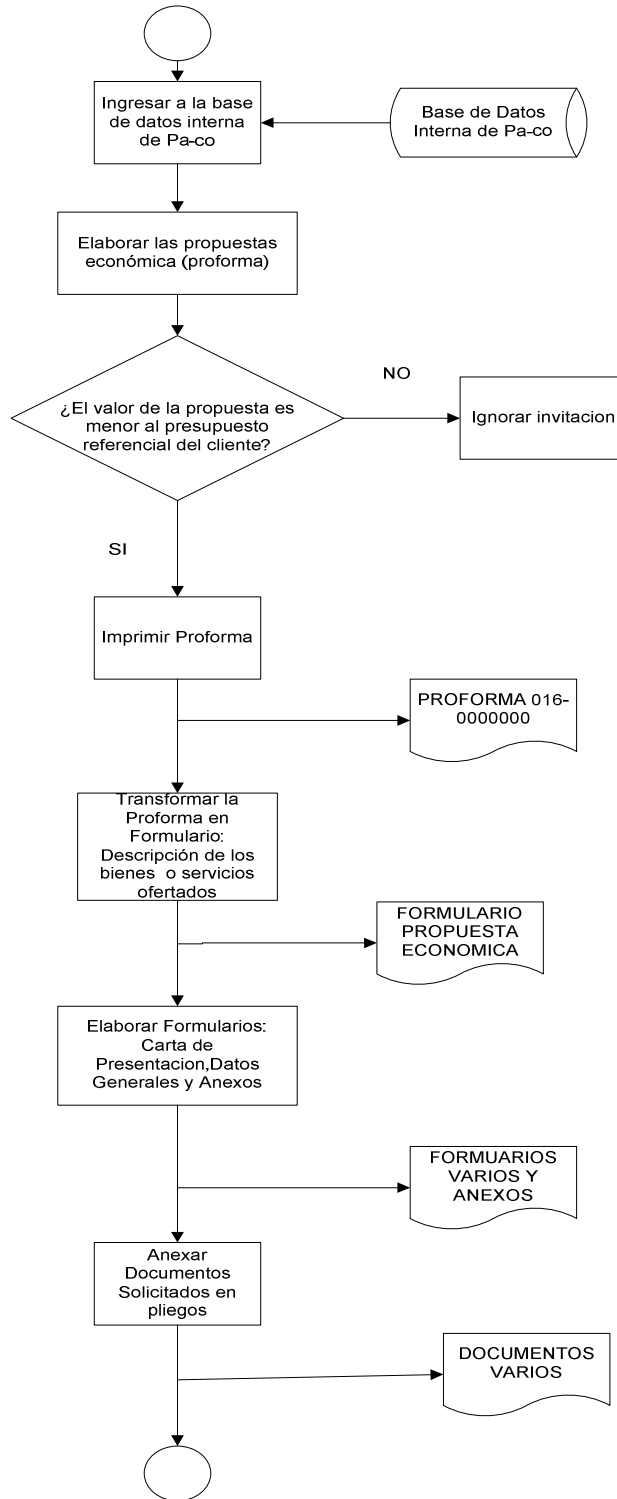 Ingresar a la base
de datos interna
de Pa-co
Base de Datos
Interna de Pa-co
Elaborar las propuestas
económica (proforma)
¿El valor de la propuesta es
menor al presupuesto
referencial del cliente?
NO
Ignorar invitacion
SI
Imprimir Proforma
PROFORMA 016-
0000000
Transformar la
Proforma en
Formulario:
Descripción de los
bienes o servicios
ofertados
FORMULARIO
PROPUESTA
ECONOMICA
Elaborar Formularios:
Carta de
Presentacion,Datos
Generales y Anexos
FORMUARIOS
VARIOS Y
ANEXOS
Anexar
Documentos
Solicitados en
pliegos
DOCUMENTOS
VARIOS